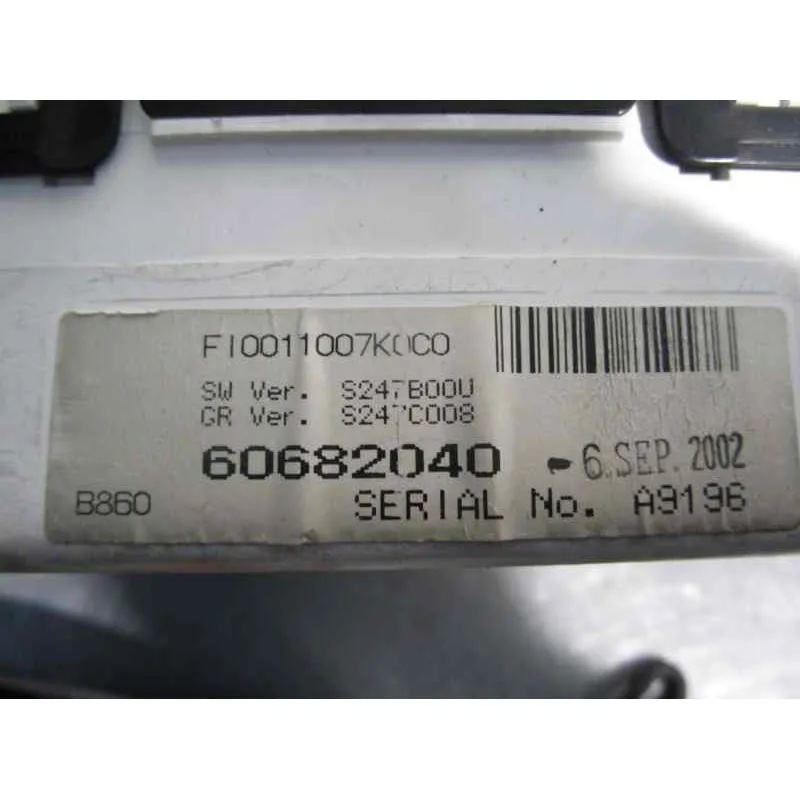 FI0011007K0C0
SW Ver. S247B00U
GR Ver. S247C008
60682040 - 6. SEP. 2002
B860 SERIAL No. A9196